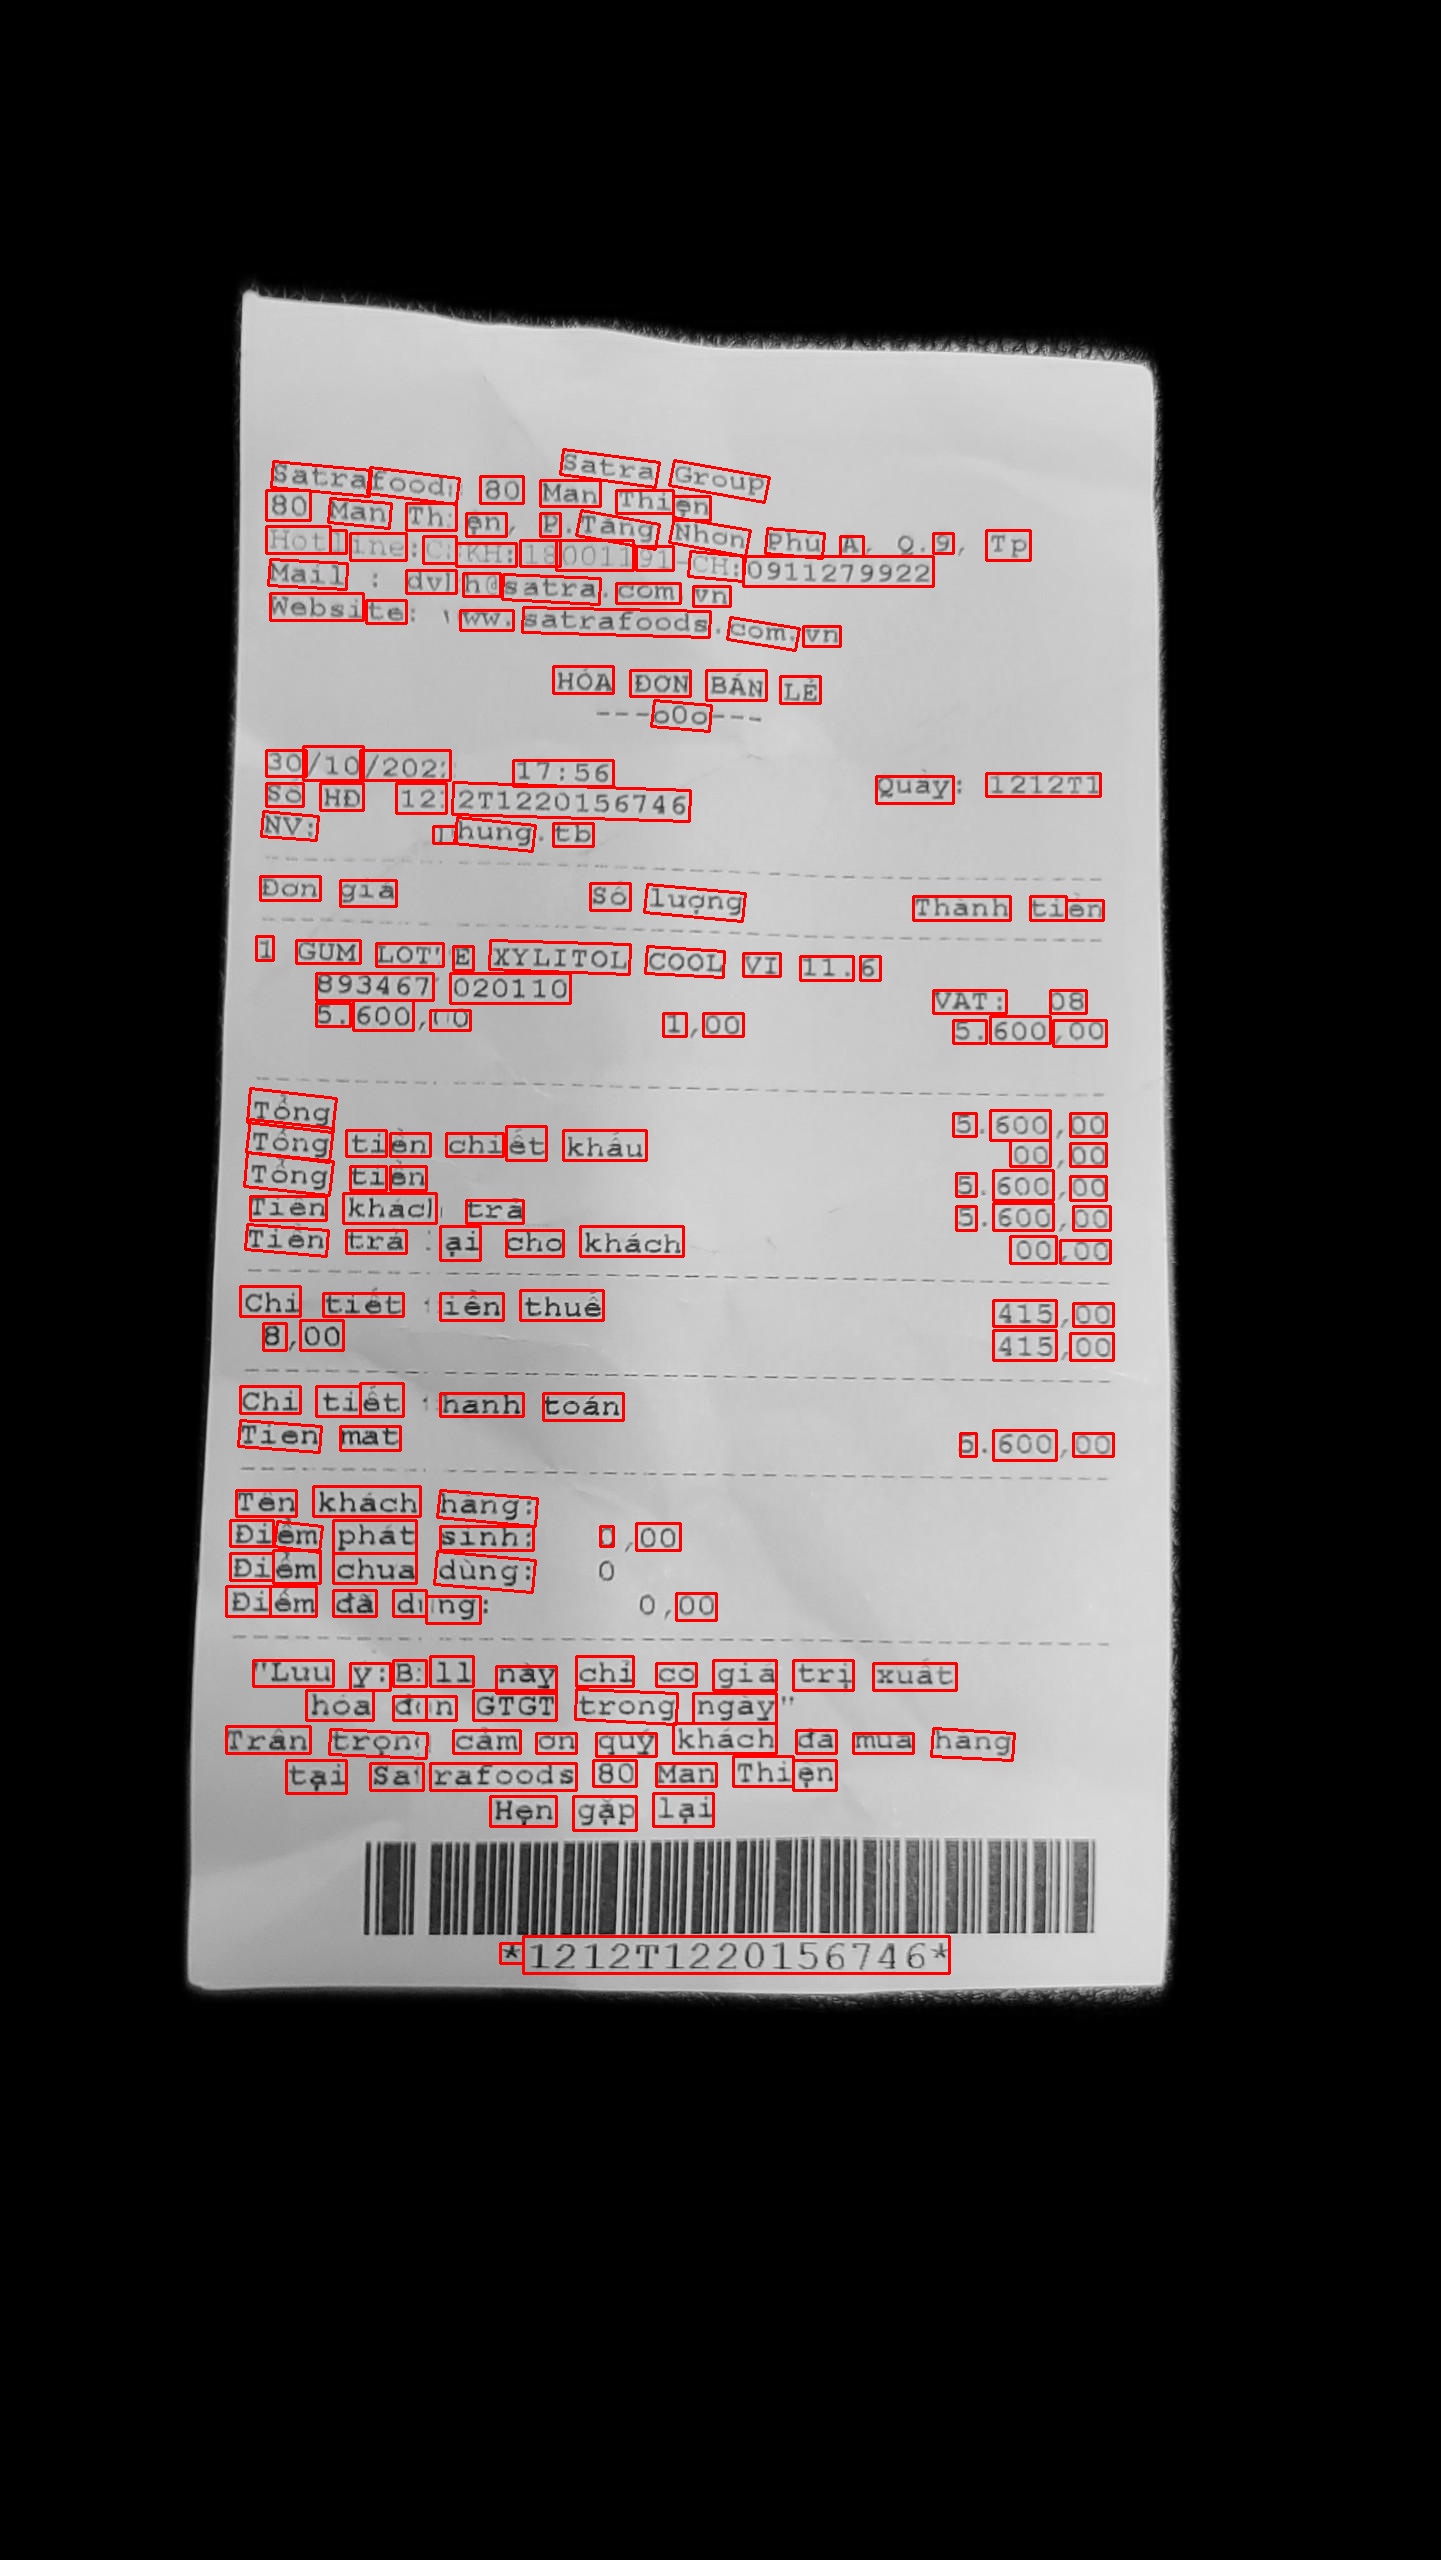 Satra Group
Satrafoods 80 Man Thiện
80 Man Thiện, P.Tăng Nhơn Phú A, Q.9, Tp
Hotline: CSKH:18001191-CH:0911279922
Mail : dvkh@satra.com.vn
Website: www.satrafoods.com.vn
HÓA ĐƠN BÁN LẺ
---oOo---
30/10/202 17:56 Quầy: 1212T1
Số HĐ 1212T1220156746
NV: hung.tb
Đơn giá Số lượng Thành tiền
1 GUM LOTTE XYLITOL COOL VI 11.6
893467 020110 VAT: 08
5.600,00 1,00 5.600,00
Tổng 5.600,00
Tổng tiền chiết khấu 00,00
Tổng tiền 5.600,00
Tiền khách trả 5.600,00
Tiền trả lại cho khách 00,00
Chi tiết tiền thuế 415,00
8,00 415,00
Chi tiết thanh toán
Tien mat 5.600,00
Tên khách hàng:
Điểm phát sinh: 0,00
Điểm chưa dùng: 0
Điểm đã dùng: 0,00
"Lưu ý:Bill này chỉ có giá trị xuất
hóa đơn GTGT trong ngày"
Trân trọng cảm ơn quý khách đã mua hàng
tại Satrafoods 80 Man Thiện
Hẹn gặp lại
*1212T1220156746*